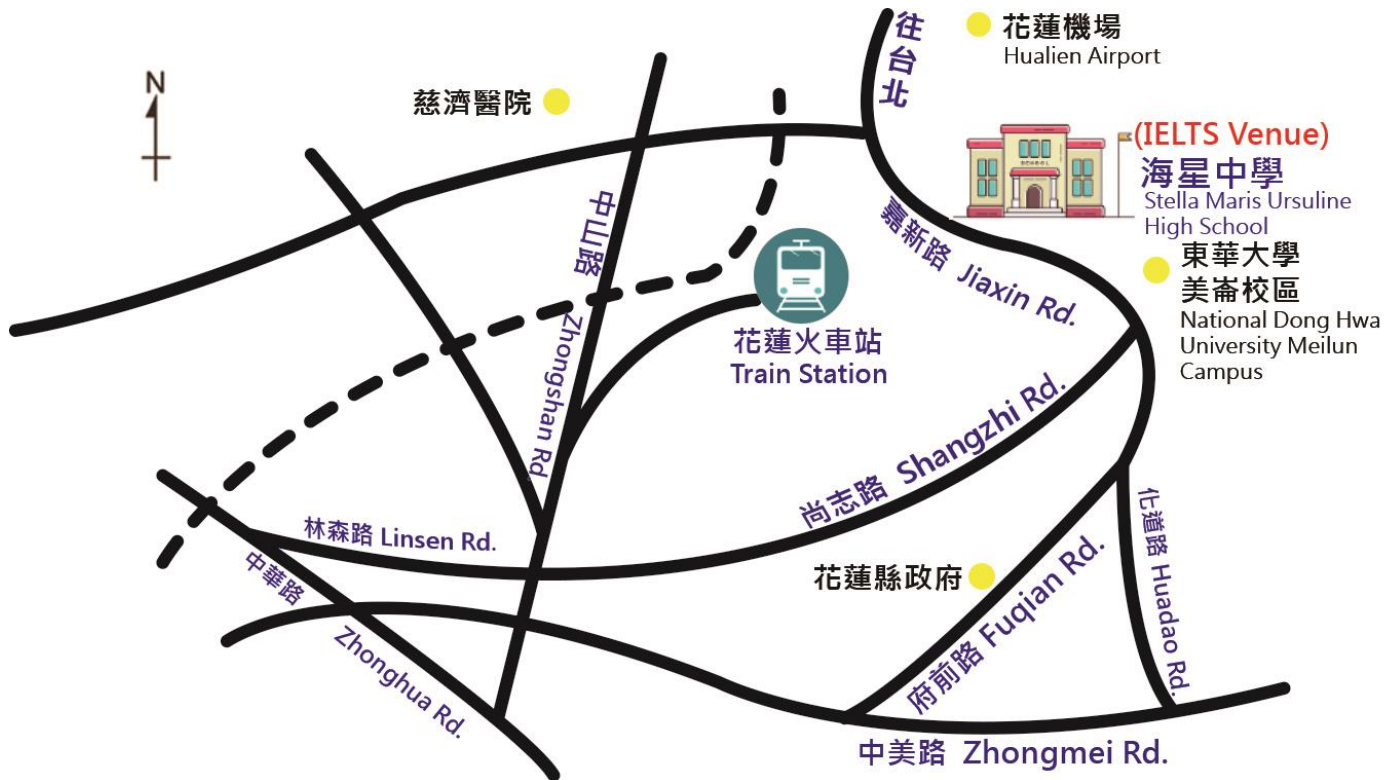 N
慈濟醫院
往台北
花蓮機場
Hualien Airport
(IELTS Venue)
海星中學
Stella Maris Ursuline
High School
中山路 Zhongshan Rd.
嘉新路 Jiaxin Rd.
東華大學
美崙校區
National Dong Hwa
University Meilun
Campus
花蓮火車站
Train Station
尚志路 Shangzhi Rd.
林森路 Linsen Rd.
中華路 Zhonghua Rd.
花蓮縣政府
府前路 Fuqian Rd.
化道路 Huadao Rd.
中美路 Zhongmei Rd.